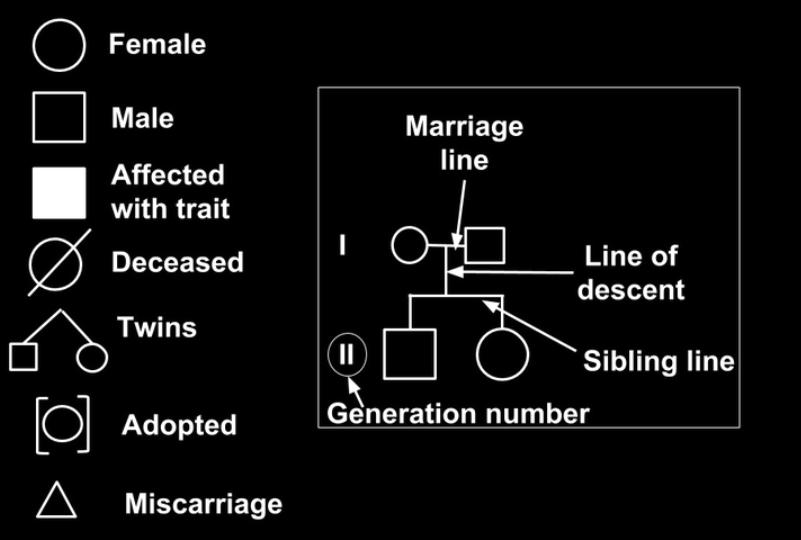 Female
Male
Affected
with trait
Deceased
Twins
Adopted
Miscarriage
Marriage
line
I
Line of
descent
II
Sibling line
Generation number